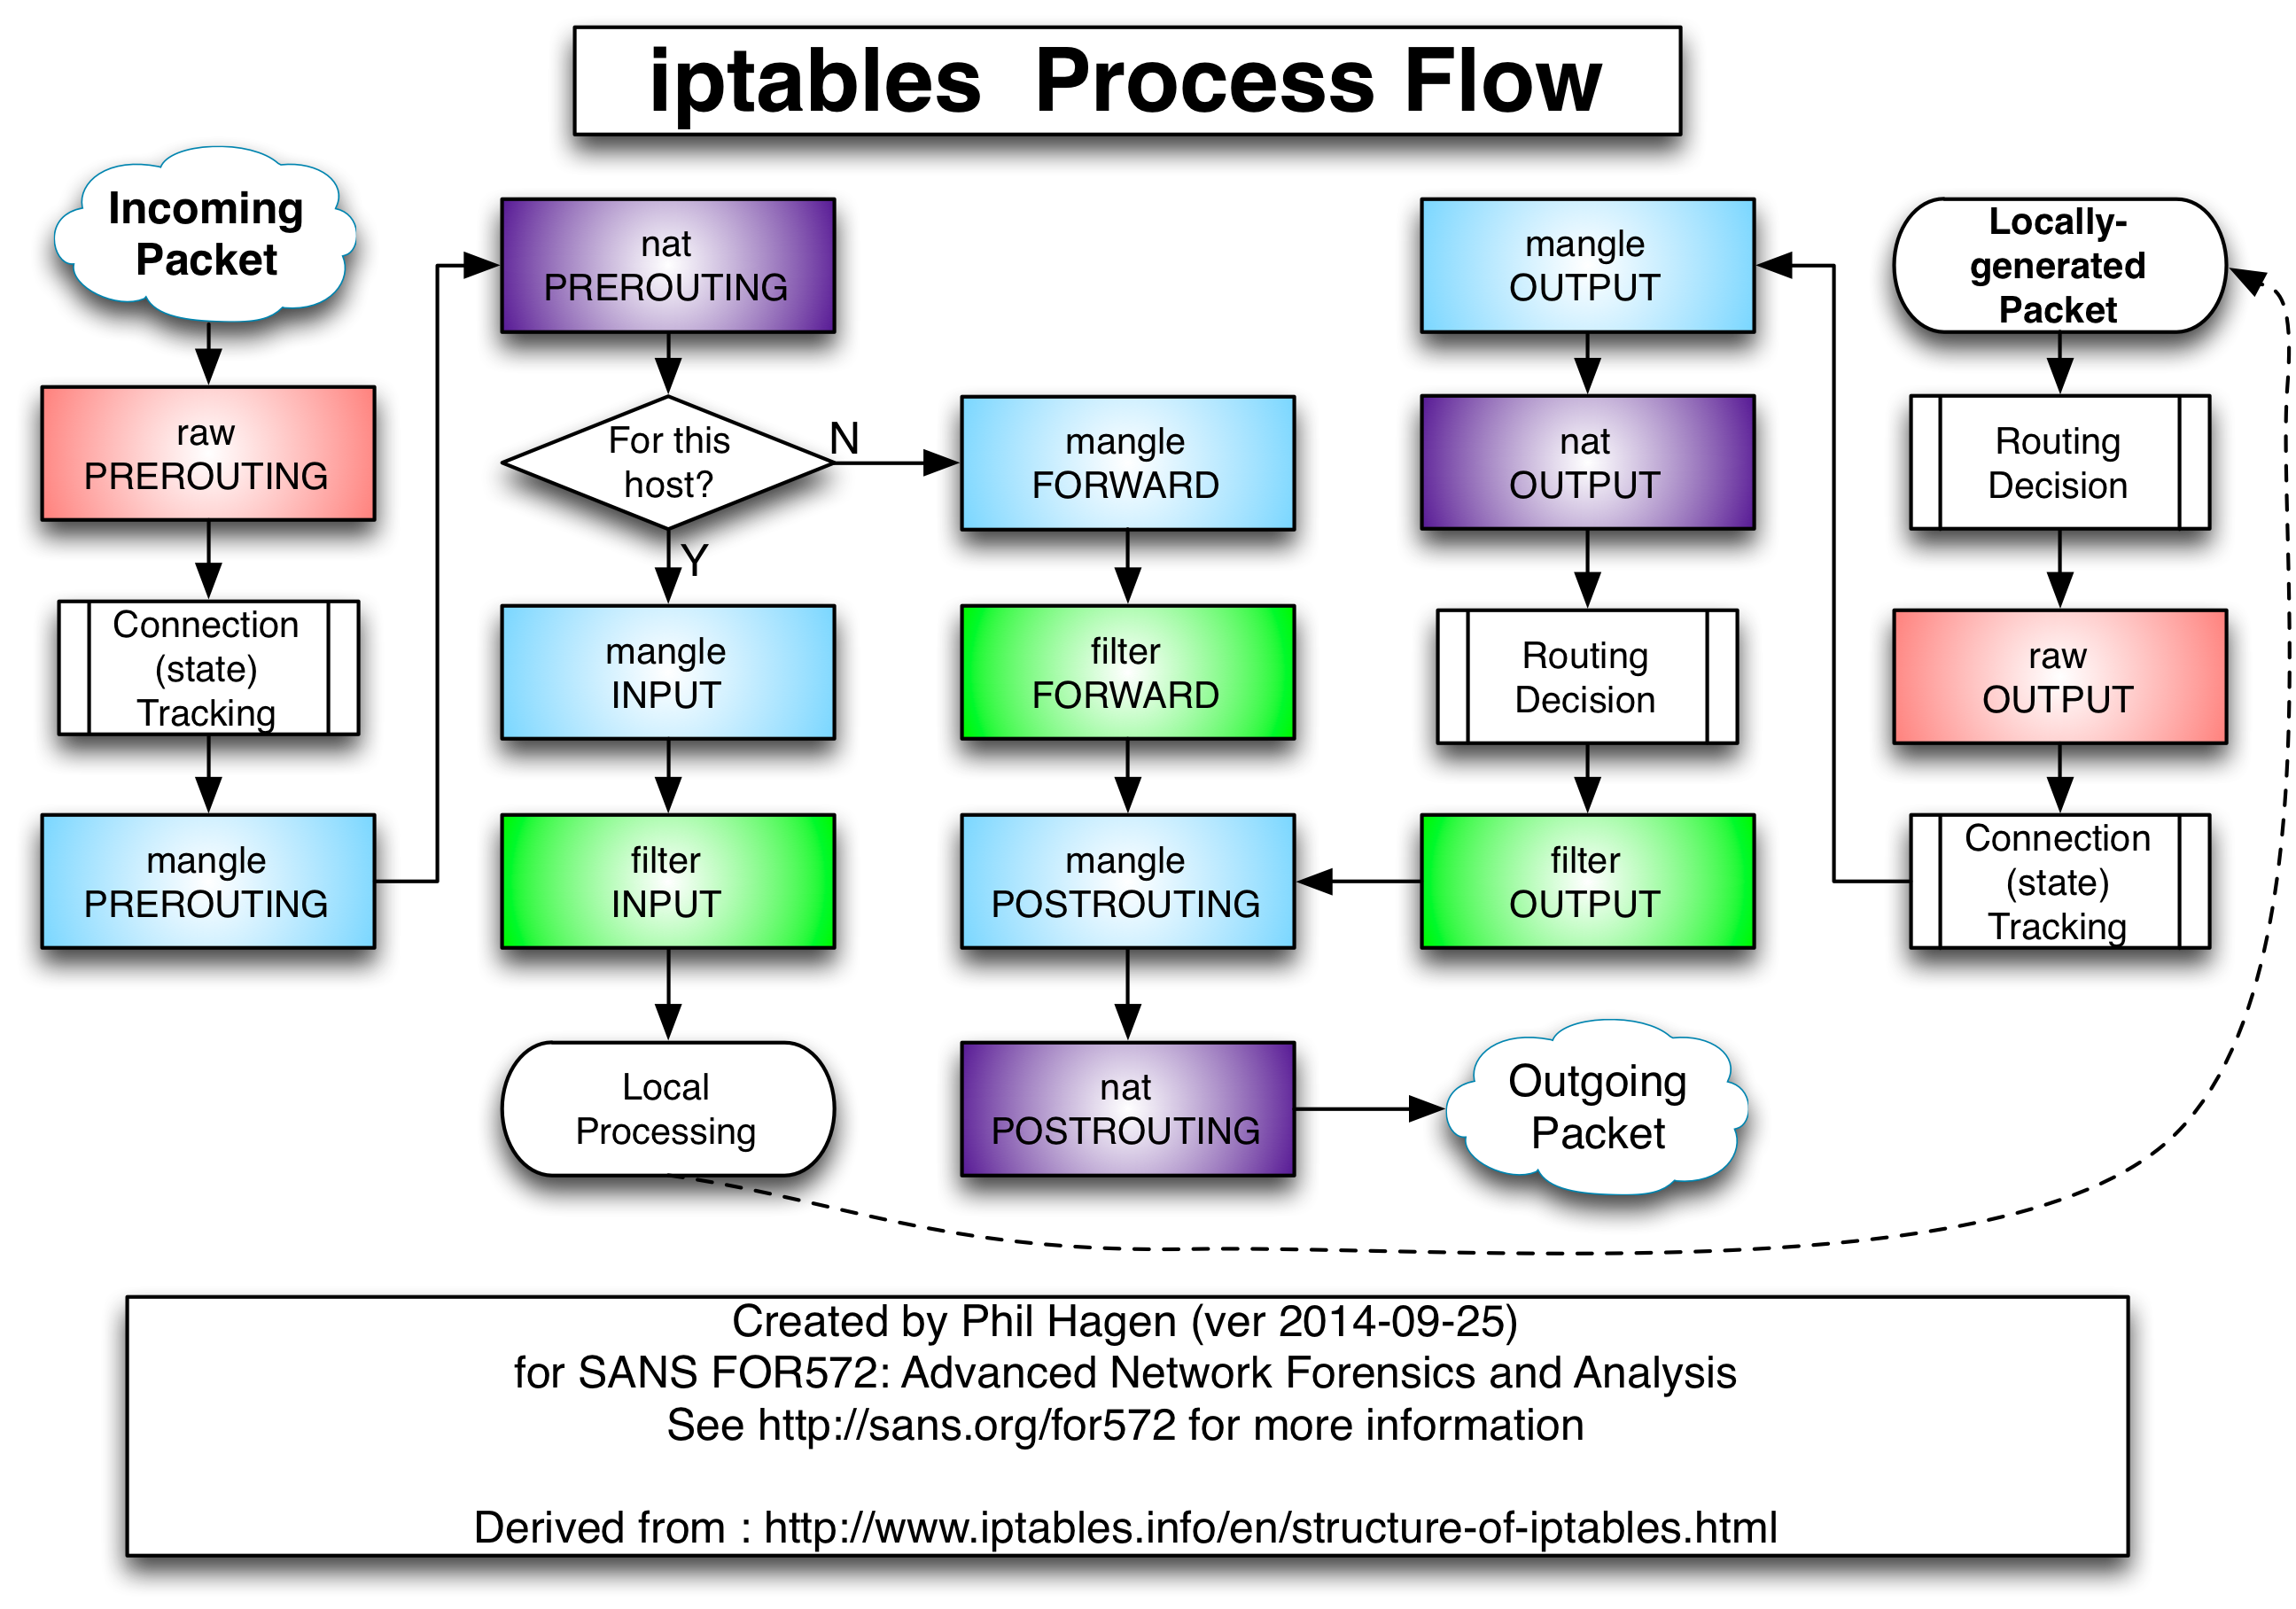 iptables  Process Flow
Incoming
Packet
raw
PREROUTING
Connection
(state)
Tracking
mangle
PREROUTING
nat
PREROUTING
For this
host?
N
Y
mangle
INPUT
filter
INPUT
Local
Processing
mangle
FORWARD
filter
FORWARD
mangle
POSTROUTING
nat
POSTROUTING
mangle
OUTPUT
nat
OUTPUT
Routing
Decision
filter
OUTPUT
Outgoing
Packet
Locally-
generated
Packet
Routing
Decision
raw
OUTPUT
Connection
(state)
Tracking
Created by Phil Hagen (ver 2014-09-25)
for SANS FOR572: Advanced Network Forensics and Analysis
See http://sans.org/for572 for more information
Derived from : http://www.iptables.info/en/structure-of-iptables.html